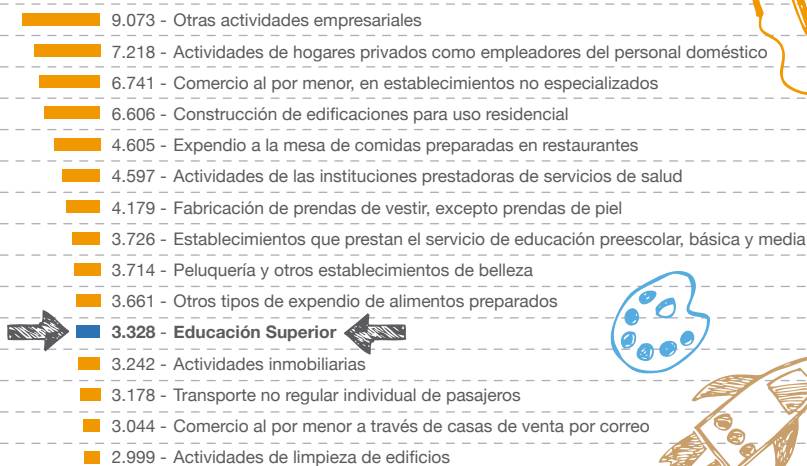 9.073 - Otras actividades empresariales
7.218 - Actividades de hogares privados como empleadores del personal doméstico
6.741 - Comercio al por menor, en establecimientos no especializados
6.606 - Construcción de edificaciones para uso residencial
4.605 - Expendio a la mesa de comidas preparadas en restaurantes
4.597 - Actividades de las instituciones prestadoras de servicios de salud
4.179 - Fabricación de prendas de vestir, excepto prendas de piel
3.726 - Establecimientos que prestan el servicio de educación preescolar, básica y media
3.714 - Peluquería y otros establecimientos de belleza
3.661 - Otros tipos de expendio de alimentos preparados
3.328 - Educación Superior
3.242 - Actividades inmobiliarias
3.178 - Transporte no regular individual de pasajeros
3.044 - Comercio al por menor a través de casas de venta por correo
2.999 - Actividades de limpieza de edificios